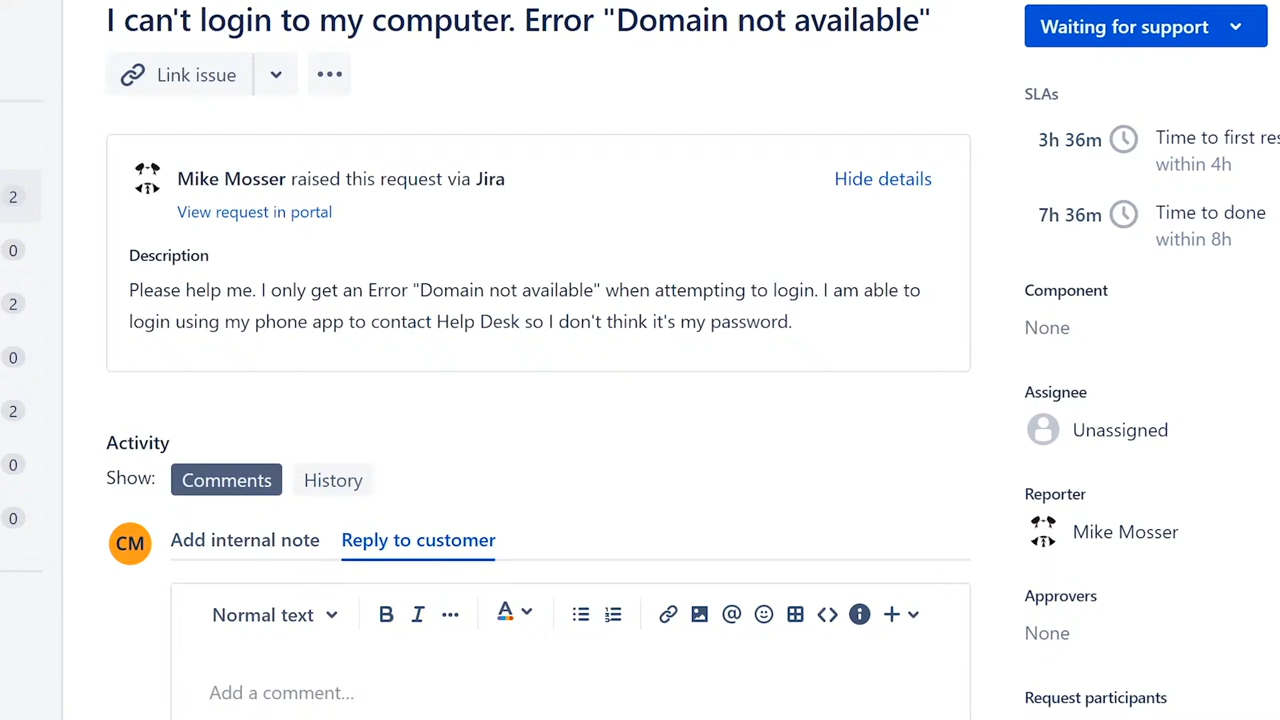 I can't login to my computer. Error "Domain not available"
Link issue
Mike Mosser raised this request via Jira
Hide details
View request in portal
Description
Please help me. I only get an Error "Domain not available" when attempting to login. I am able to
login using my phone app to contact Help Desk so I don't think it's my password.
Activity
Show: Comments History
CM Add internal note Reply to customer
Normal text B I A
Add a comment...
2
0
2
0
2
0
0
Waiting for support
SLAs
3h 36m Time to first res
within 4h
7h 36m Time to done
within 8h
Component
None
Assignee
Unassigned
Reporter
Mike Mosser
Approvers
None
Request participants